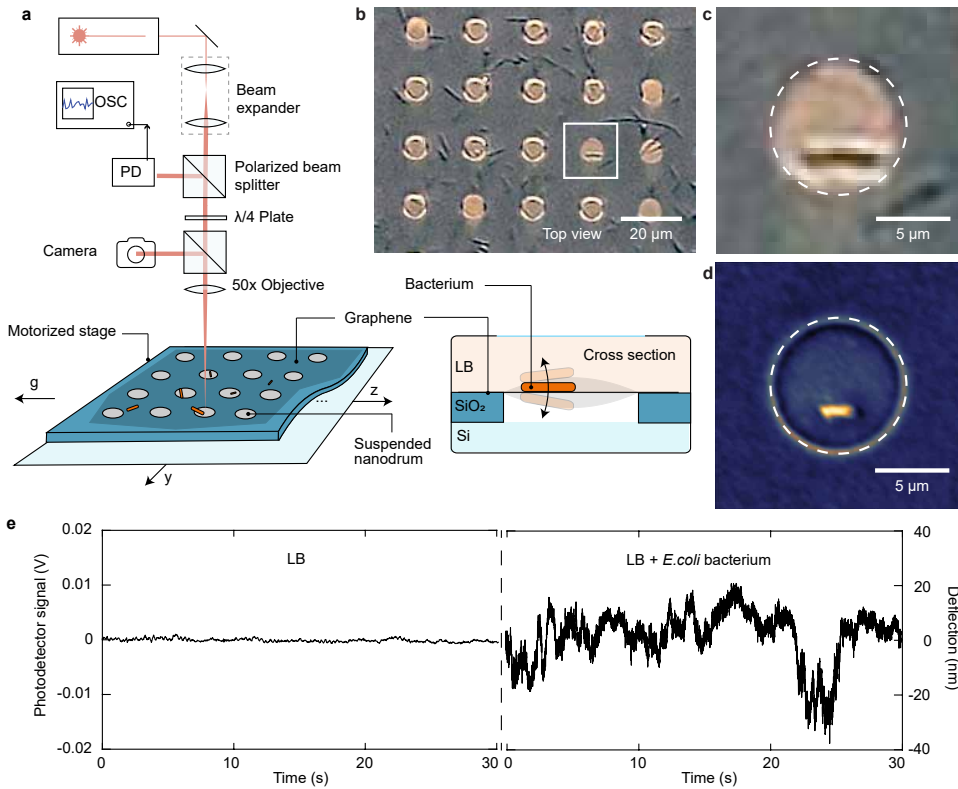 a
OSC
Beam
expander
PD
Polarized beam
splitter
λ/4 Plate
Camera
50x Objective
Motorized stage
Graphene
g
z
...
y
Suspended
nanodrum
Bacterium
LB
Cross section
SiO₂
Si
b
Top view
20 µm
c
5 µm
d
5 µm
e
Photodetector signal (V)
0.02
0.01
0
-0.01
-0.02
LB
0
10
20
30
Time (s)
LB + E.coli bacterium
0
10
20
30
Time (s)
40
20
0
-20
-40
Deflection (nm)